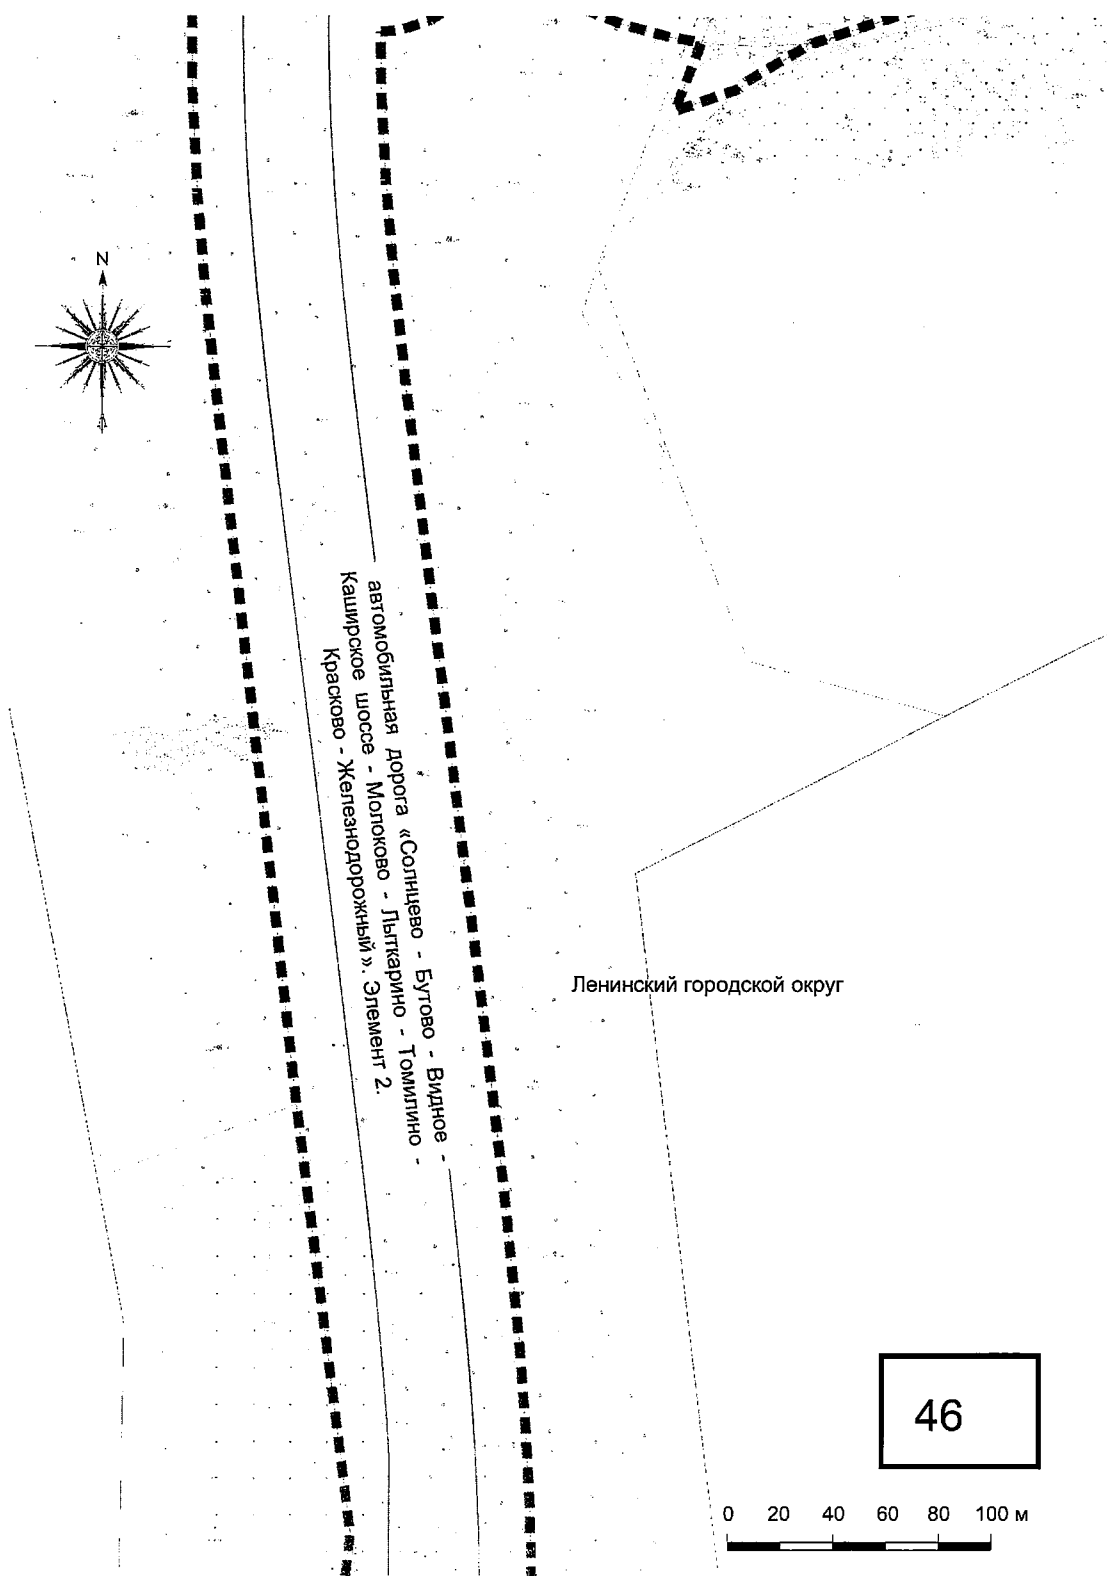 N
автомобильная дорога «Солнцево - Бутово - Видное -
Каширское шоссе - Молоково - Лыткарино - Томилино -
Красково - Железнодорожный». Элемент 2.
Ленинский городской округ
46
0 20 40 60 80 100 м